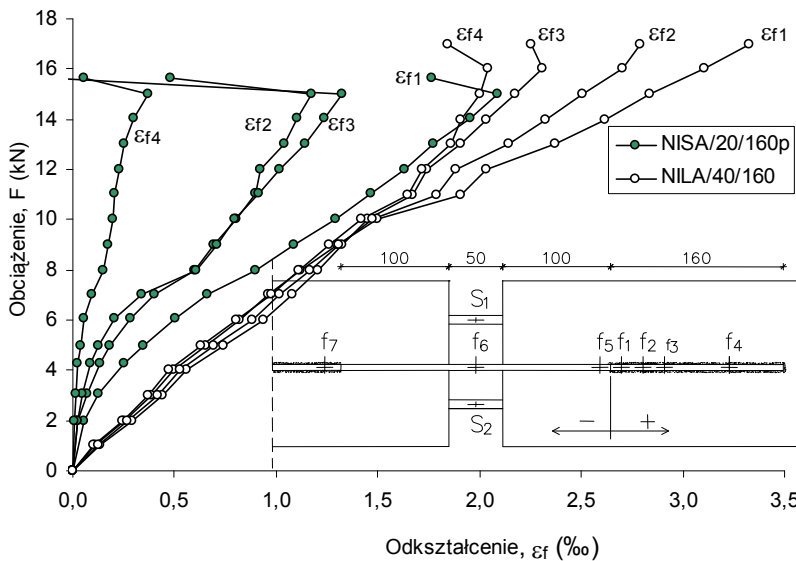 18
16
14
12
10
8
6
4
2
0
Obciążenie, F (kN)
0,0
0,5
1,0
1,5
2,0
2,5
3,0
3,5
Odkształcenie, εf (‰)
εf4
εf2
εf3
εf1
εf4
εf3
εf2
εf1
NISA/20/160p
NILA/40/160
100
50
100
160
S1
f7
f6
f5
f1
f2
f3
f4
S2
−
+